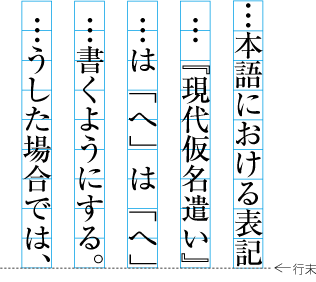 …本語における表記
…『現代仮名遣い』
…は「へ」は「へ」
…書くようにする。
…うした場合では、
←行末